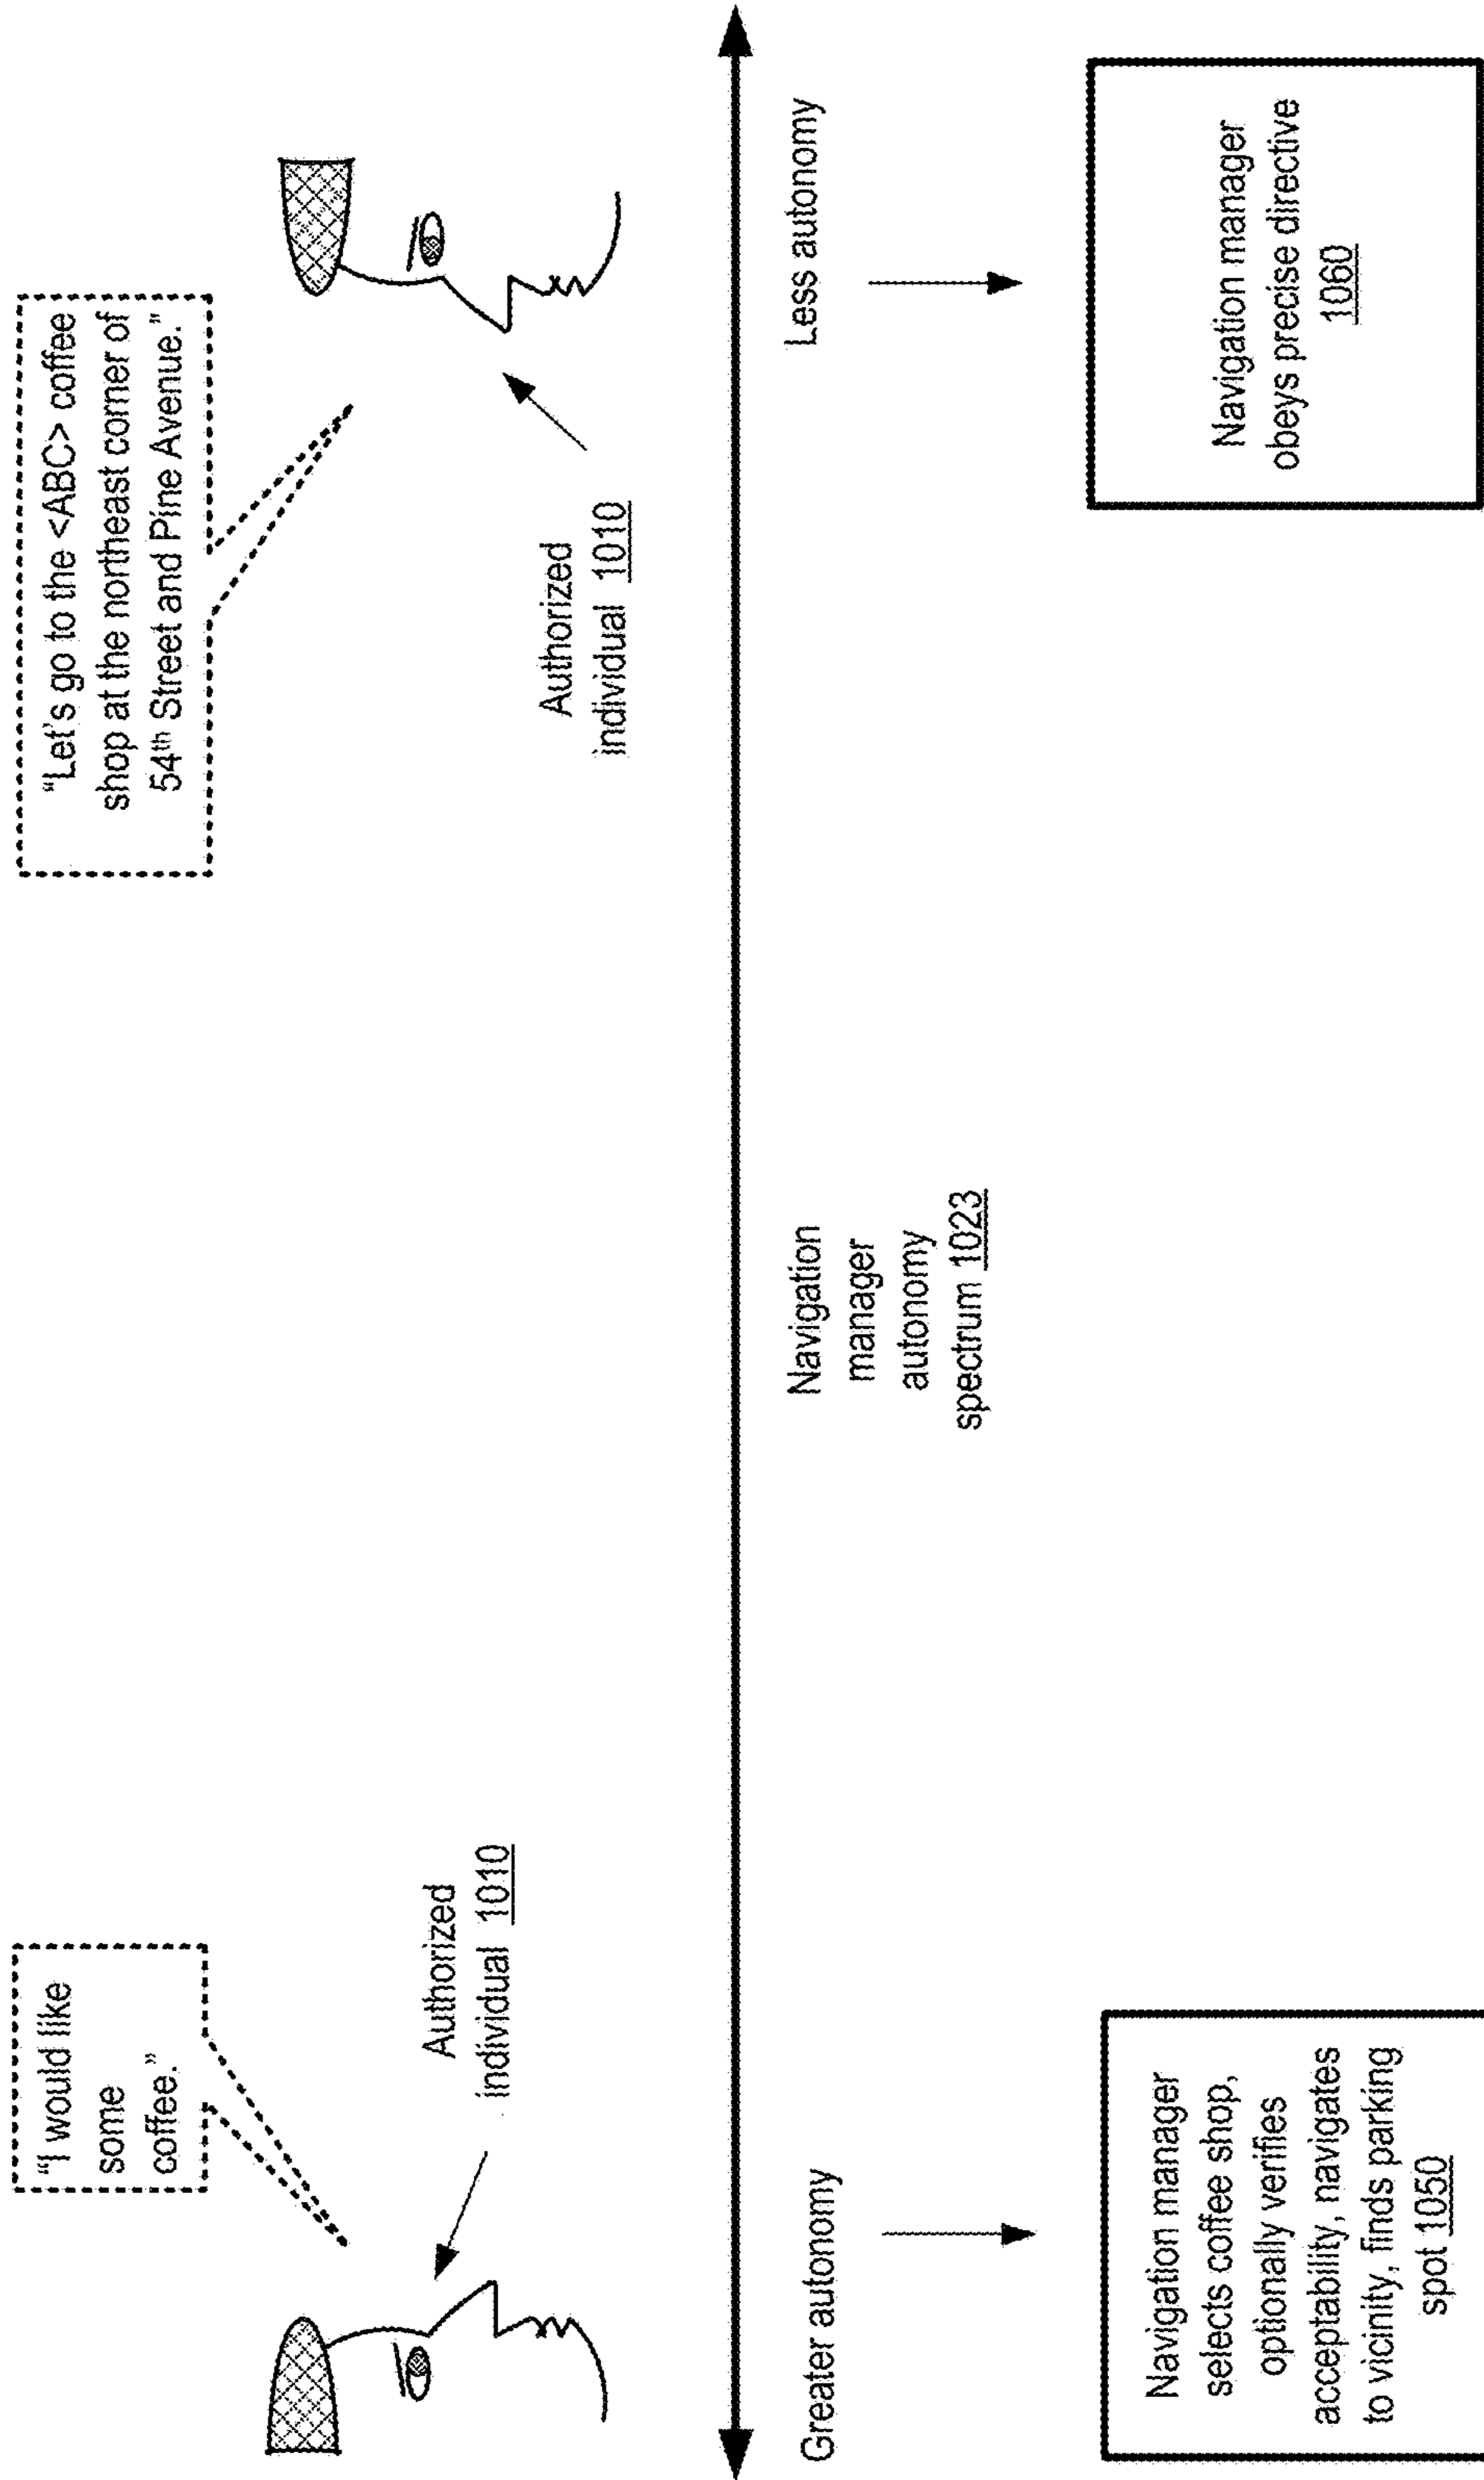 “I would like
some
coffee.”
Authorized
individual 1010
“Let's go to the <ABC> coffee
shop at the northeast corner of
54th Street and Pine Avenue.”
Authorized
individual 1010
Greater autonomy
Navigation
manager
autonomy
spectrum 1023
Less autonomy
Navigation manager
selects coffee shop,
optionally verifies
acceptability, navigates
to vicinity, finds parking
spot 1050
Navigation manager
obeys precise directive
1060